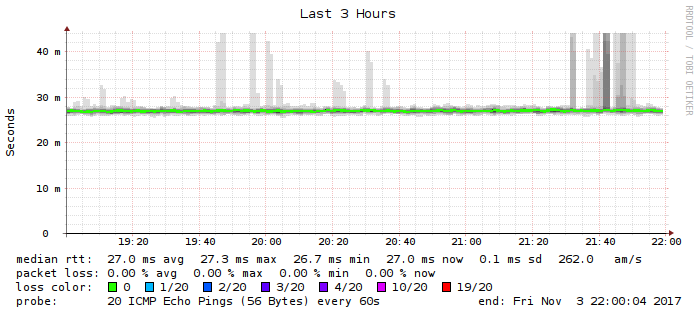 Last 3 Hours
RRDTOOL / TOBI OETIKER
Seconds
40 m
30 m
20 m
10 m
0
19:20 19:40 20:00 20:20 20:40 21:00 21:20 21:40 22:00
median rtt: 27.0 ms avg 27.3 ms max 26.7 ms min 27.0 ms now 0.1 ms sd 262.0 am/s
packet loss: 0.00 % avg 0.00 % max 0.00 % min 0.00 % now
loss color: 0 1/20 2/20 3/20 4/20 10/20 19/20
probe: 20 ICMP Echo Pings (56 Bytes) every 60s end: Fri Nov 3 22:00:04 2017